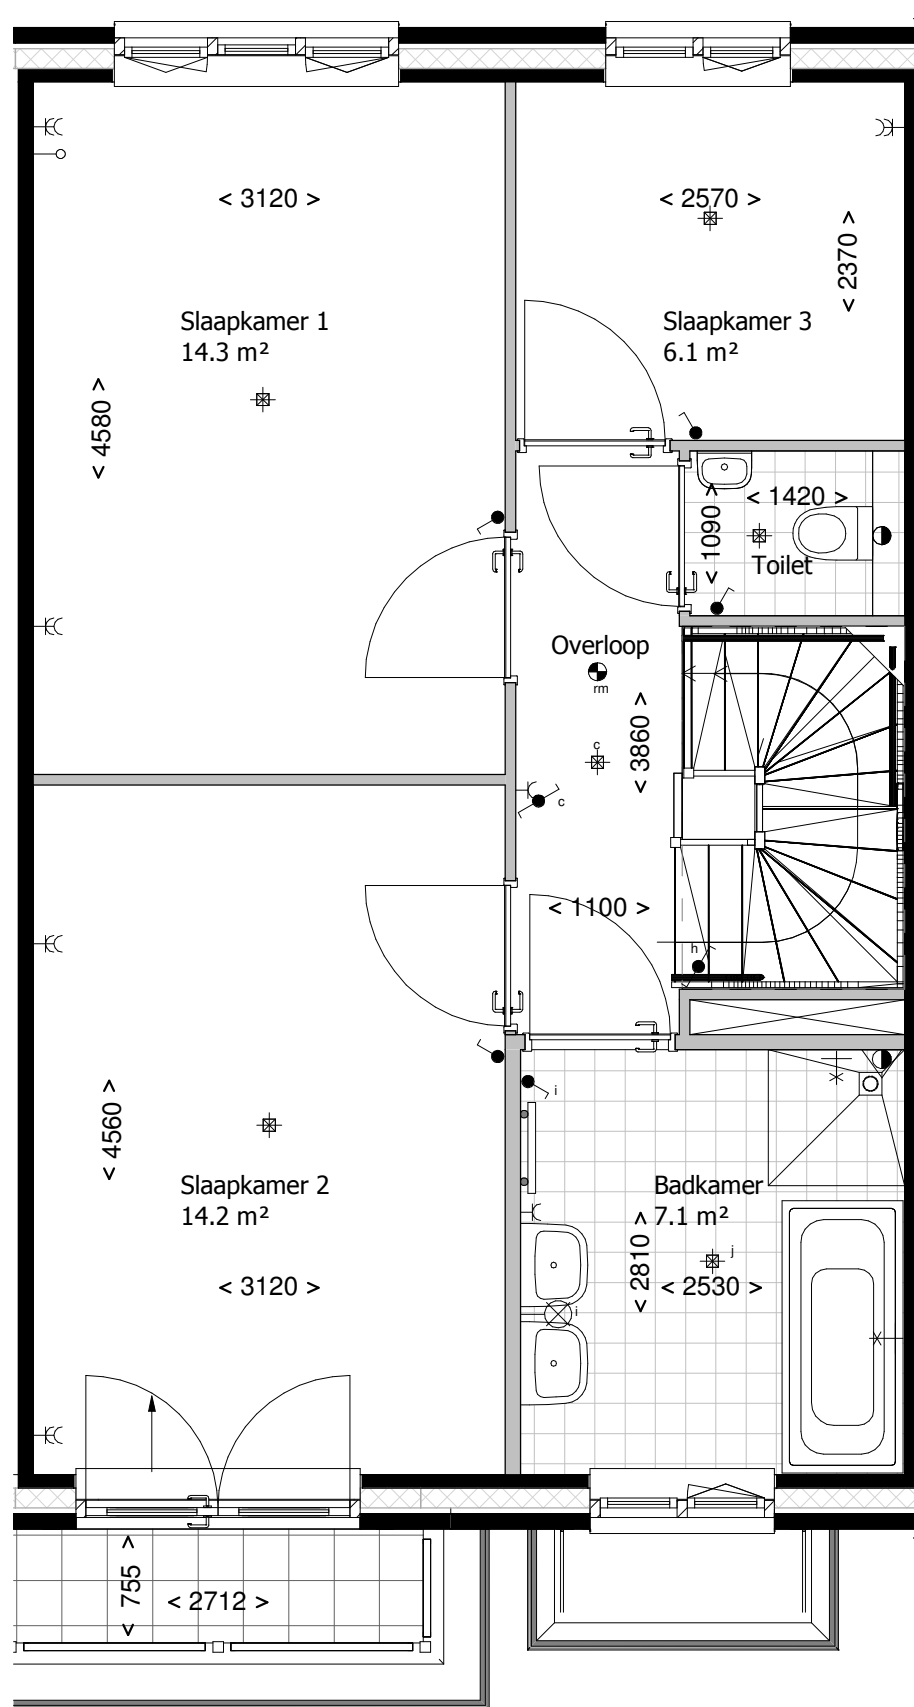 < 3120 >
< 2570 >
< 2370 >
Slaapkamer 1
14.3 m²
Slaapkamer 3
6.1 m²
< 4580 >
< 1420 >
< 1090 >
Toilet
Overloop
rm
< 3860 >
c
c
< 1100 >
h
i
< 4560 >
Slaapkamer 2
14.2 m²
Badkamer
7.1 m²
< 2810 >
j
< 3120 >
< 2530 >
i
< 755 >
< 2712 >